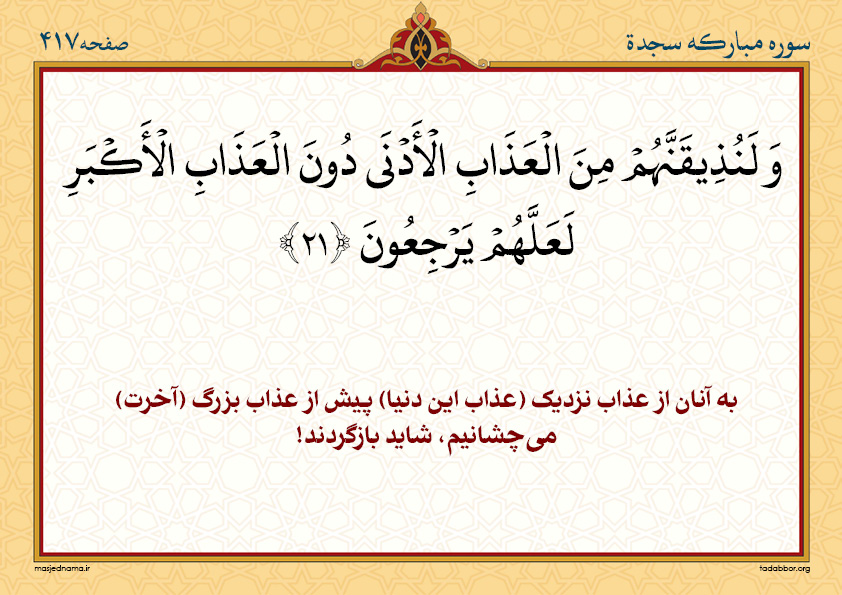 سوره مبارکه سجدة
صفحه۴۱۷
وَ لَنُذِيقَنَّهُمْ مِنَ الْعَذَابِ الْأَدْنَى دُونَ الْعَذَابِ الْأَكْبَرِ
لَعَلَّهُمْ يَرْجِعُونَ ﴿۲۱﴾
به آنان از عذاب نزدیک (عذاب این دنیا) پیش از عذاب بزرگ (آخرت)
می‌چشانیم، شاید بازگردند!
masjednama.ir
tadabbor.org